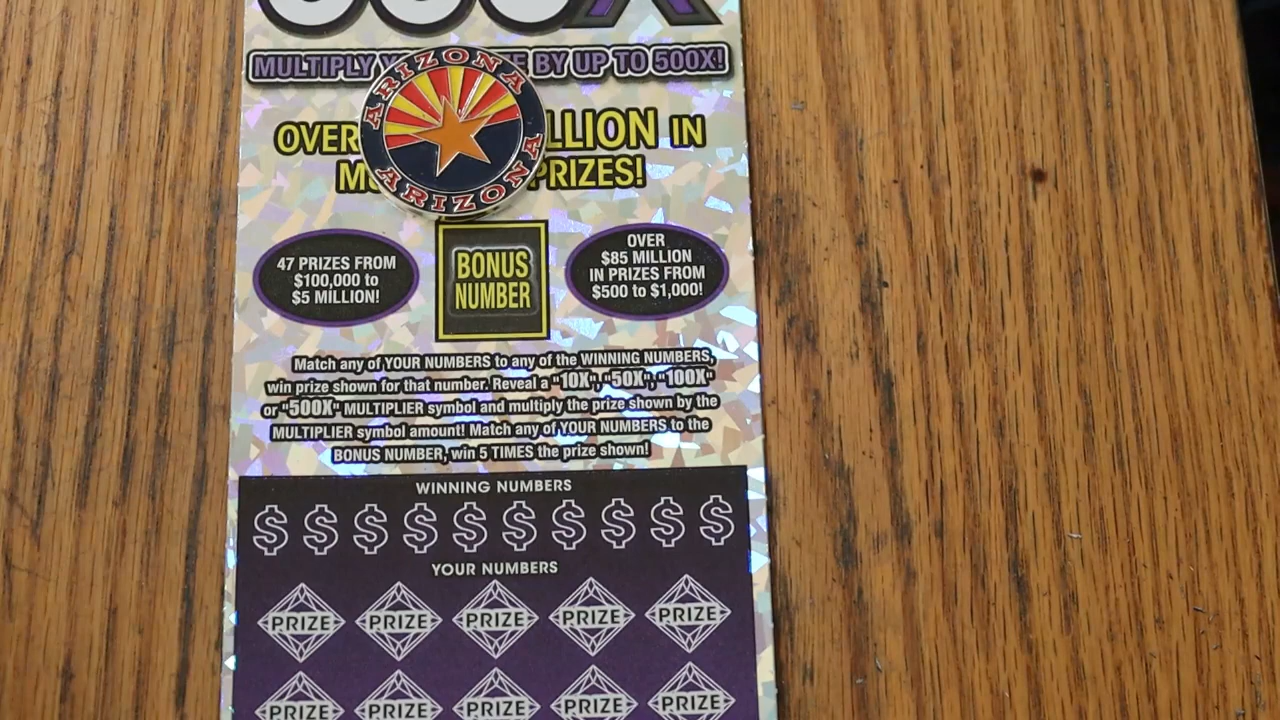 MULTIPLY BY UP TO 500X!
ARIZONA
OVER IN
PRIZES!
ARIZONA
47 PRIZES FROM
$100,000 to
$5 MILLION!
BONUS
NUMBER
OVER
$85 MILLION
IN PRIZES FROM
$500 to $1,000!
Match any of YOUR NUMBERS to any of the WINNING NUMBERS,
win prize shown for that number. Reveal a "10X", "50X", "100X"
or "500X" MULTIPLIER symbol and multiply the prize shown by the
MULTIPLIER symbol amount! Match any of YOUR NUMBERS to the
BONUS NUMBER, win 5 TIMES the prize shown!
WINNING NUMBERS
$ $ $ $ $ $ $ $ $ $
YOUR NUMBERS
PRIZE PRIZE PRIZE PRIZE PRIZE
PRIZE PRIZE PRIZE PRIZE PRIZE